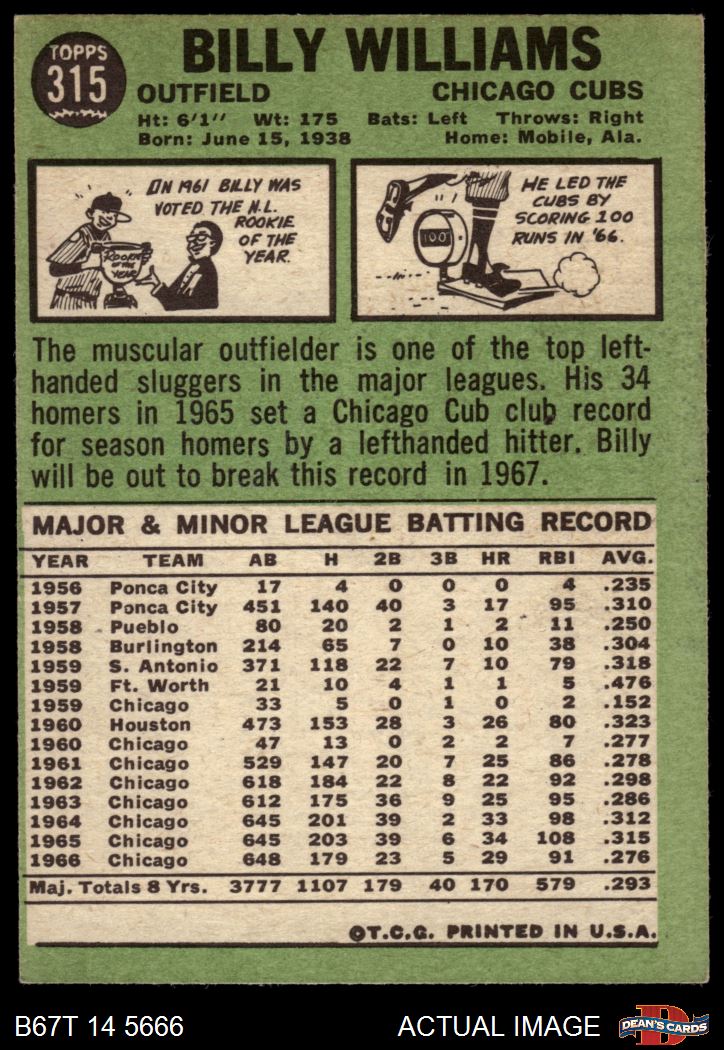 TOPPS
315
BILLY WILLIAMS
OUTFIELD CHICAGO CUBS
Ht: 6'1" Wt: 175 Bats: Left Throws: Right
Born: June 15, 1938 Home: Mobile, Ala.
IN 1961 BILLY WAS
VOTED THE N.L.
ROOKIE
OF THE
YEAR.
ROOKIE
OF THE
YEAR
HE LED THE
CUBS BY
SCORING 100
RUNS IN '66.
100
The muscular outfielder is one of the top left-
handed sluggers in the major leagues. His 34
homers in 1965 set a Chicago Cub club record
for season homers by a lefthanded hitter. Billy
will be out to break this record in 1967.
MAJOR & MINOR LEAGUE BATTING RECORD
YEAR TEAM AB H 2B 3B HR RBI AVG.
1956 Ponca City 17 4 0 0 0 4 .235
1957 Ponca City 451 140 40 3 17 95 .310
1958 Pueblo 80 20 2 1 2 11 .250
1958 Burlington 214 65 7 0 10 38 .304
1959 S. Antonio 371 118 22 7 10 79 .318
1959 Ft. Worth 21 10 4 1 1 5 .476
1959 Chicago 33 5 0 1 0 2 .152
1960 Houston 473 153 28 3 26 80 .323
1960 Chicago 47 13 0 2 2 7 .277
1961 Chicago 529 147 20 7 25 86 .278
1962 Chicago 618 184 22 8 22 92 .298
1963 Chicago 612 175 36 9 25 95 .286
1964 Chicago 645 201 39 2 33 98 .312
1965 Chicago 645 203 39 6 34 108 .315
1966 Chicago 648 179 23 5 29 91 .276
Maj. Totals 8 Yrs. 3777 1107 179 40 170 579 .293
©T.C.G. PRINTED IN U.S.A.
B67T 14 5666 ACTUAL IMAGE
D
DEAN'S CARDS